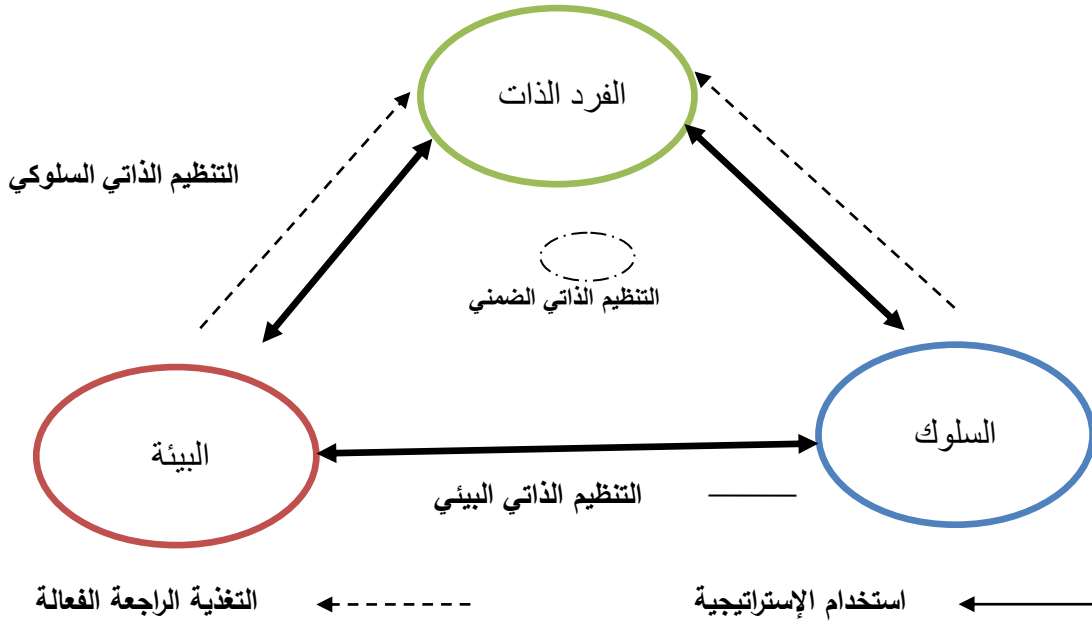 الفرد الذات
التنظيم الذاتي السلوكي
التنظيم الذاتي الضمني
السلوك
البيئة
التنظيم الذاتي البيئي
استخدام الإستراتيجية
التغذية الراجعة الفعالة